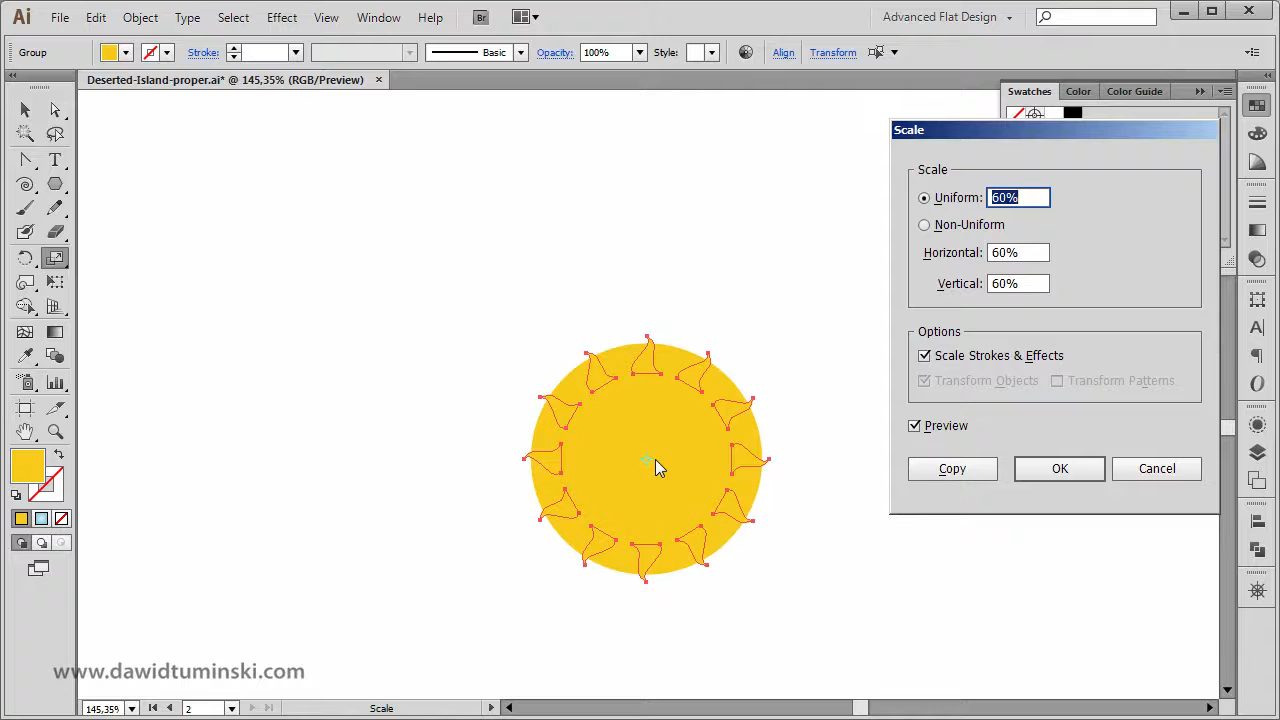 Ai File Edit Object Type Select Effect View Window Help Br Advanced Flat Design
Group Stroke: Basic Opacity: 100% Style: Align Transform
Deserted-Island-proper.ai* @ 145,35% (RGB/Preview)
Swatches Color Color Guide
Scale
Scale
Uniform: 60%
Non-Uniform
Horizontal: 60%
Vertical: 60%
Options
Scale Strokes & Effects
Transform Objects Transform Patterns
Preview
Copy OK Cancel
www.dawidtuminski.com
145,35% 2 Scale